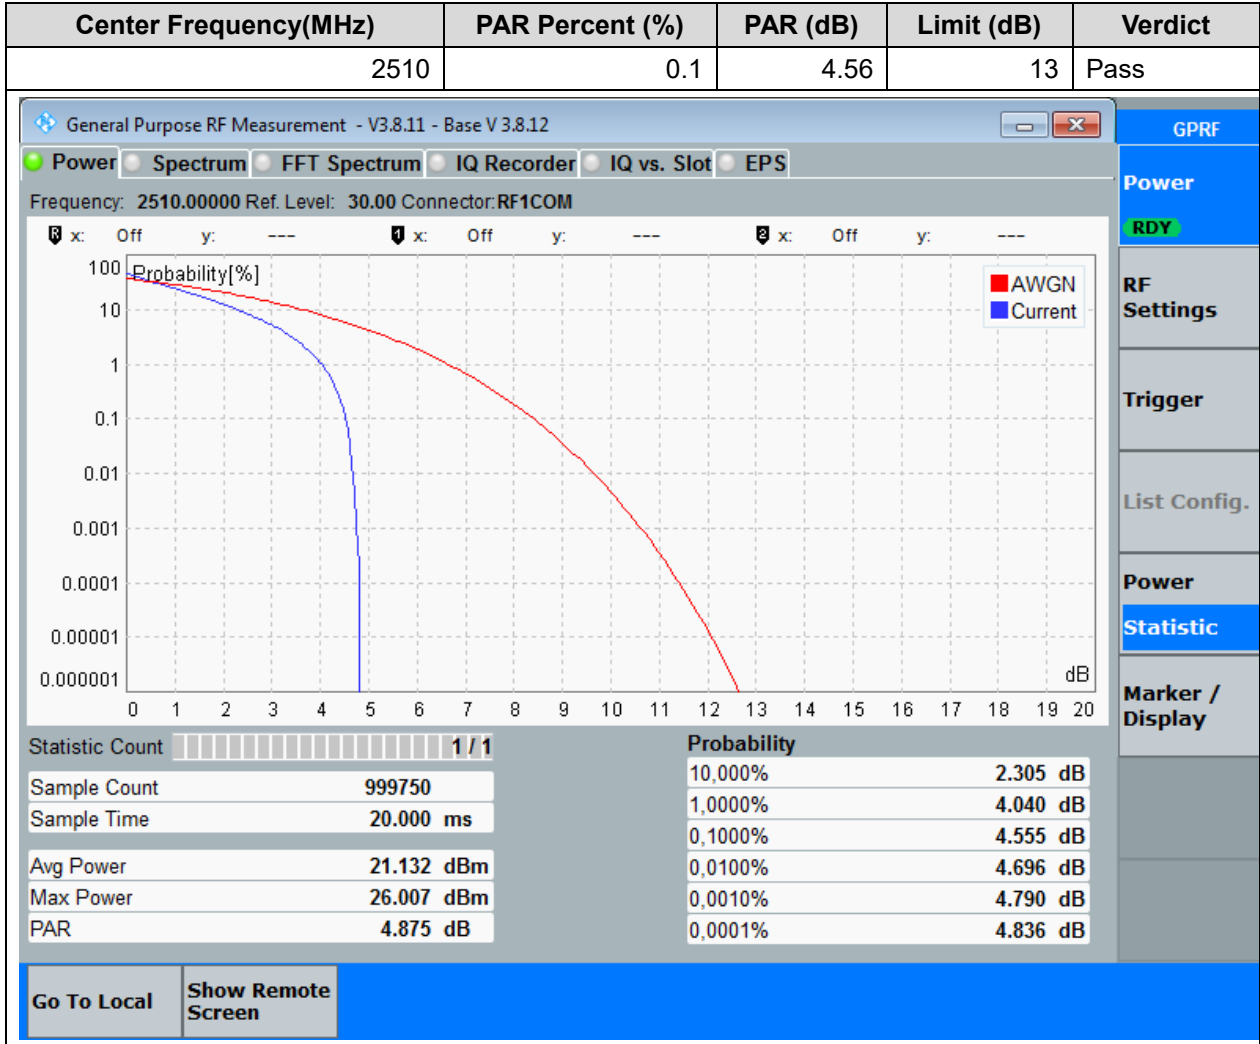 Center Frequency(MHz) PAR Percent (%) PAR (dB) Limit (dB) Verdict
2510 0.1 4.56 13 Pass
General Purpose RF Measurement - V3.8.11 - Base V 3.8.12
GPRF
Power Spectrum FFT Spectrum IQ Recorder IQ vs. Slot EPS
Frequency: 2510.00000 Ref. Level: 30.00 Connector: RF1COM
R x: Off y: --- 1 x: Off y: --- 2 x: Off y: ---
Probability[%]
AWGN
Current
100
10
1
0.1
0.01
0.001
0.0001
0.00001
0.000001
dB
0 1 2 3 4 5 6 7 8 9 10 11 12 13 14 15 16 17 18 19 20
Statistic Count 1 / 1
Sample Count 999750
Sample Time 20.000 ms
Avg Power 21.132 dBm
Max Power 26.007 dBm
PAR 4.875 dB
Probability
10,000% 2.305 dB
1,0000% 4.040 dB
0,1000% 4.555 dB
0,0100% 4.696 dB
0,0010% 4.790 dB
0,0001% 4.836 dB
Power
RDY
RF
Settings
Trigger
List Config.
Power
Statistic
Marker /
Display
Go To Local
Show Remote
Screen